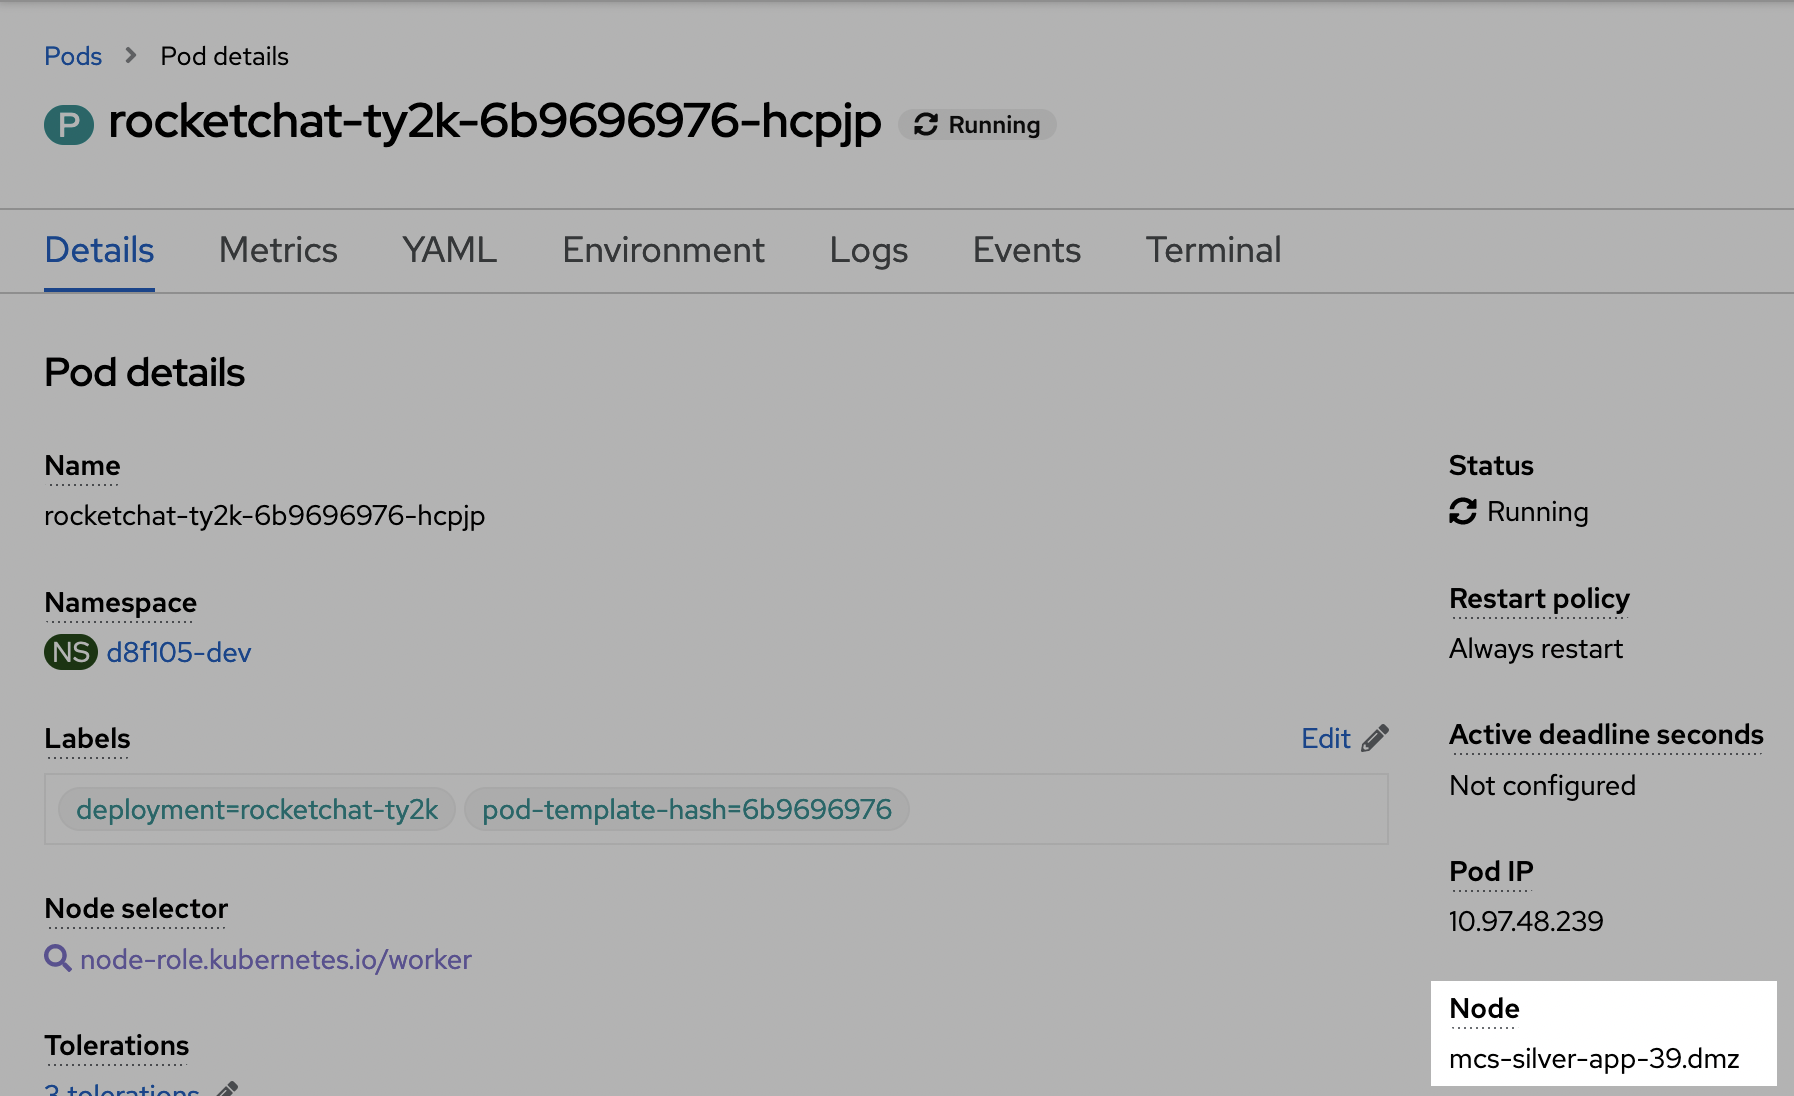 Pods > Pod details
P rocketchat-ty2k-6b9696976-hcpjp Running
Details Metrics YAML Environment Logs Events Terminal
Pod details
Name
rocketchat-ty2k-6b9696976-hcpjp
Namespace
NS d8f105-dev
Labels Edit
deployment=rocketchat-ty2k pod-template-hash=6b9696976
Node selector
node-role.kubernetes.io/worker
Tolerations
3 tolerations
Status
Running
Restart policy
Always restart
Active deadline seconds
Not configured
Pod IP
10.97.48.239
Node
mcs-silver-app-39.dmz